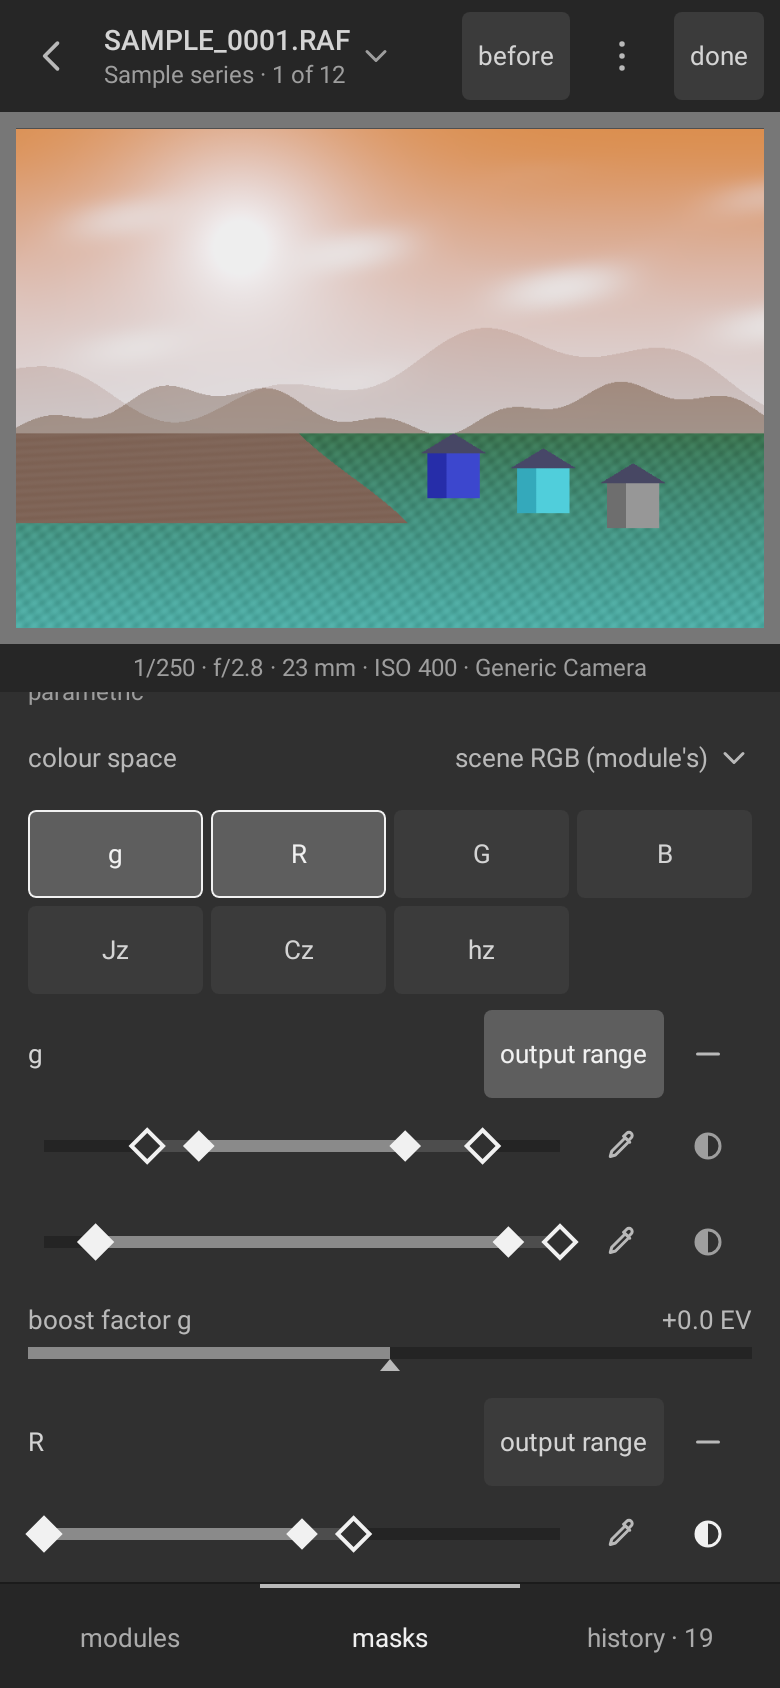 SAMPLE_0001.RAF
Sample series · 1 of 12
before
done
1/250 · f/2.8 · 23 mm · ISO 400 · Generic Camera
parametric
colour space
scene RGB (module's)
g
R
G
B
Jz
Cz
hz
g
output range
boost factor g
+0.0 EV
R
output range
modules
masks
history · 19